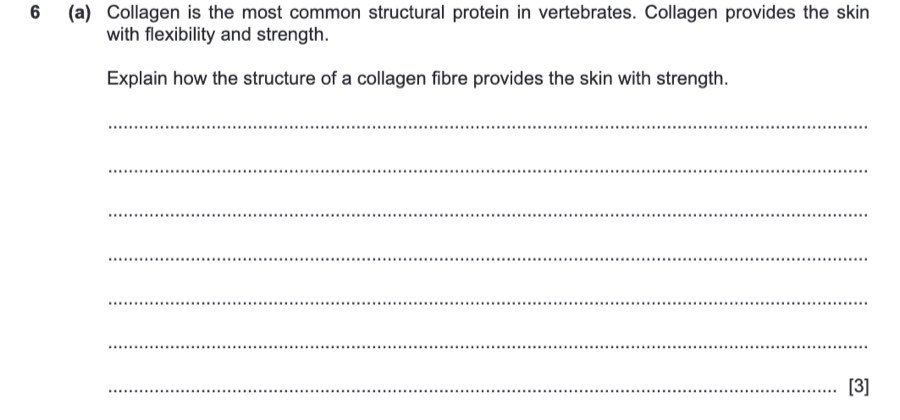 6 (a) Collagen is the most common structural protein in vertebrates. Collagen provides the skin
with flexibility and strength.
Explain how the structure of a collagen fibre provides the skin with strength.
[3]